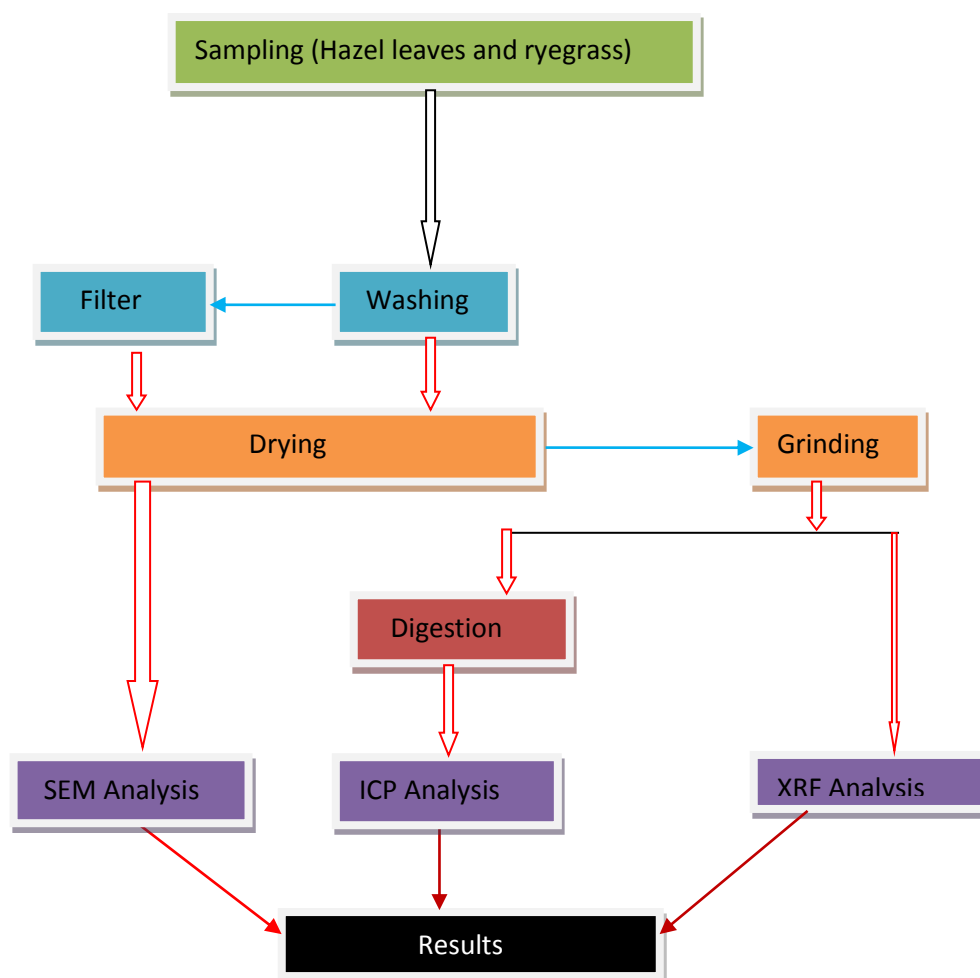 Sampling (Hazel leaves and ryegrass)
Filter
Washing
Drying
Grinding
Digestion
SEM Analysis
ICP Analysis
XRF Analysis
Results